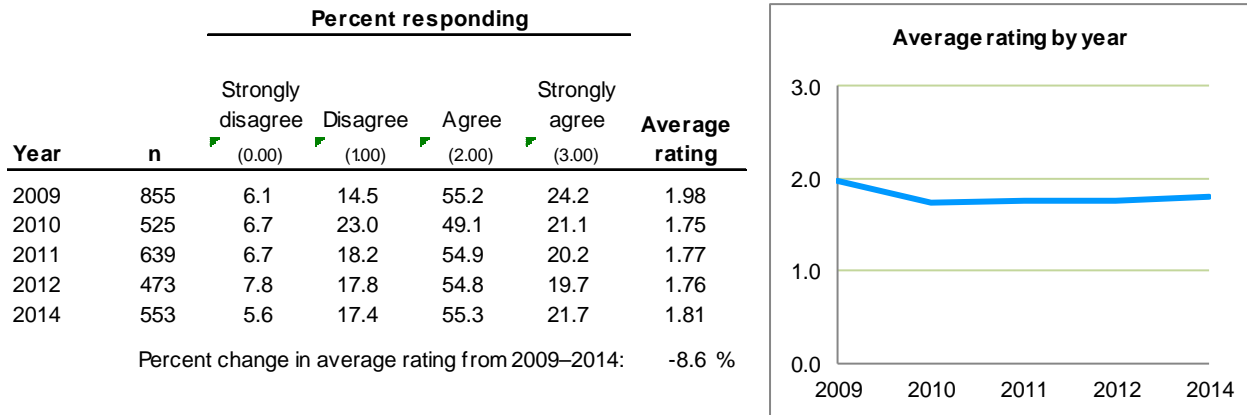 Percent responding
Strongly disagree (0.00) Disagree (1.00) Agree (2.00) Strongly agree (3.00)
Year n Average rating
2009 855 6.1 14.5 55.2 24.2 1.98
2010 525 6.7 23.0 49.1 21.1 1.75
2011 639 6.7 18.2 54.9 20.2 1.77
2012 473 7.8 17.8 54.8 19.7 1.76
2014 553 5.6 17.4 55.3 21.7 1.81
Percent change in average rating from 2009–2014: -8.6 %
Average rating by year
3.0
2.0
1.0
0.0
2009 2010 2011 2012 2014